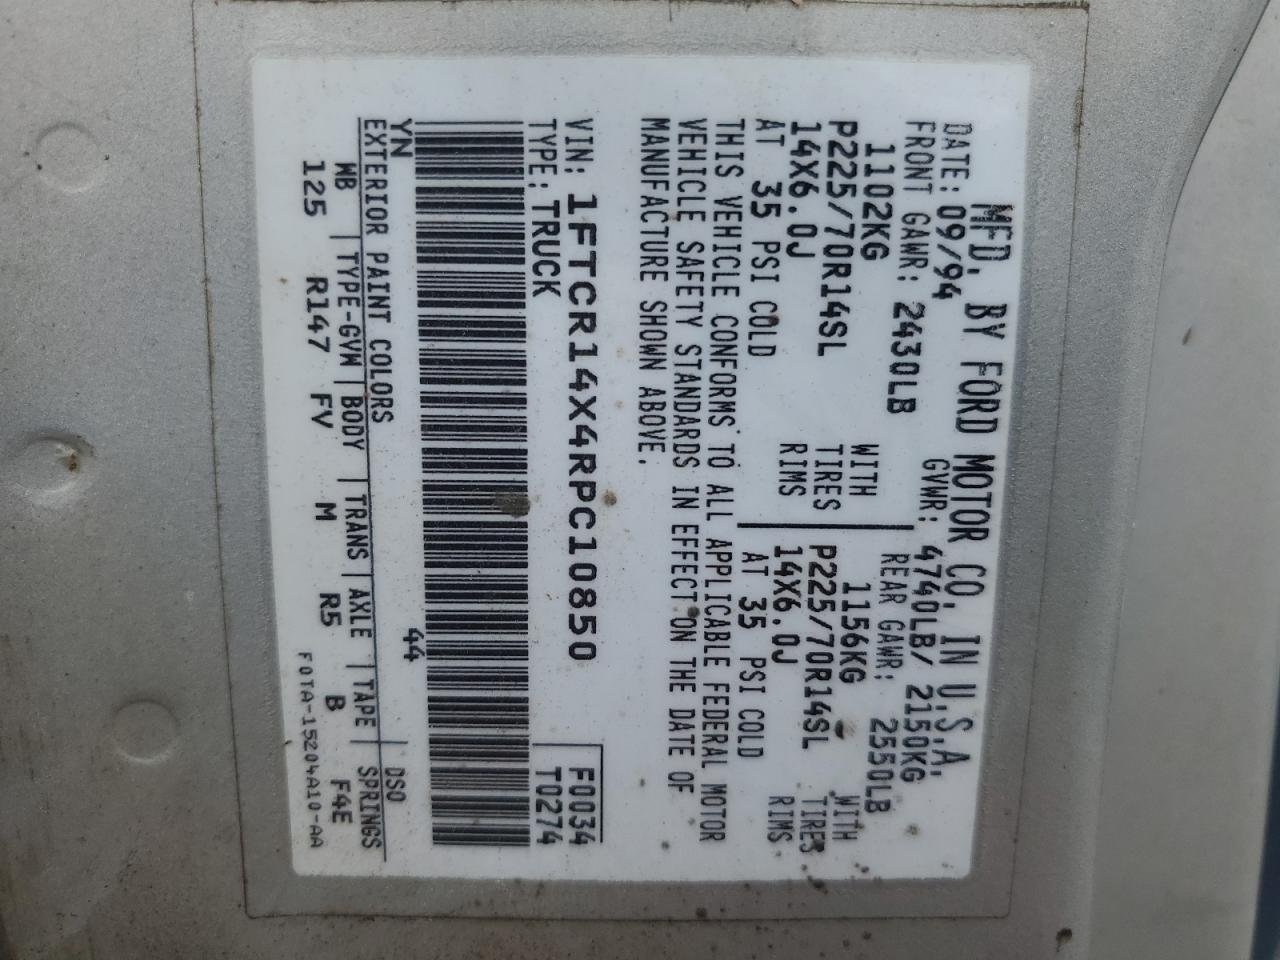 MFD. BY FORD MOTOR CO. IN U.S.A.
DATE: 09/94 GVWR: 4740LB/ 2150KG
FRONT GAWR: 2430LB REAR GAWR: 2550LB
1102KG WITH 1156KG WITH
P225/70R14SL TIRES P225/70R14SL TIRES
14X6.0J RIMS 14X6.0J RIMS
AT 35 PSI COLD AT 35 PSI COLD
THIS VEHICLE CONFORMS TO ALL APPLICABLE FEDERAL MOTOR
VEHICLE SAFETY STANDARDS IN EFFECT ON THE DATE OF
MANUFACTURE SHOWN ABOVE.
VIN: 1FTCR14X4RPC10850 F0034
TYPE: TRUCK T0274
YN 44
EXTERIOR PAINT COLORS DSO
WB | TYPE-GVW | BODY | TRANS | AXLE | TAPE | SPRINGS
125 R147 FV M R5 B F4E
F0TA-15204A10-AA